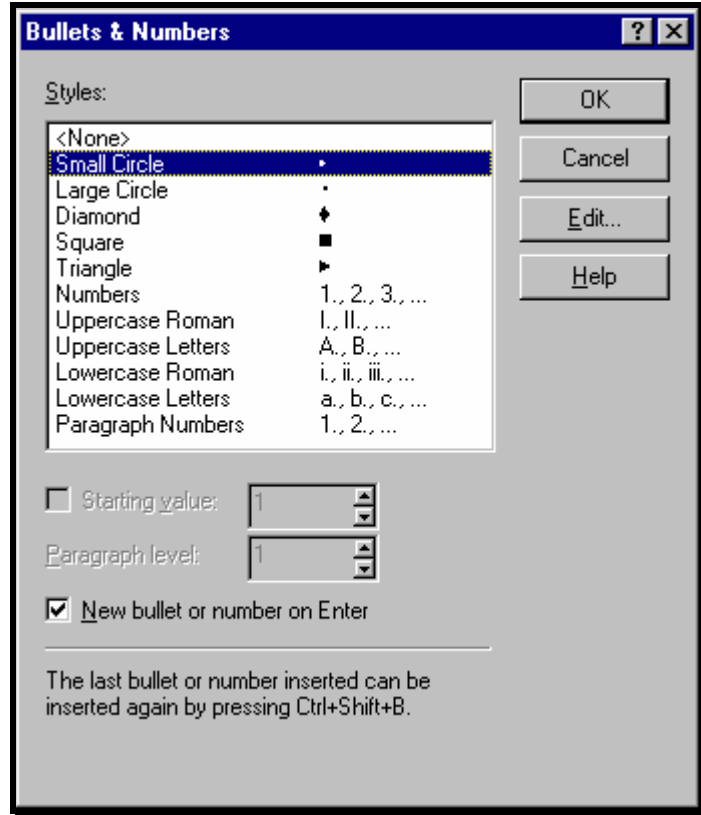 Bullets & Numbers
Styles:
<None>
Small Circle
Large Circle
Diamond
Square
Triangle
Numbers 1., 2., 3., ...
Uppercase Roman I., II., ...
Uppercase Letters A., B., ...
Lowercase Roman i., ii., iii., ...
Lowercase Letters a., b., c., ...
Paragraph Numbers 1., 2., ...
OK
Cancel
Edit...
Help
Starting value: 1
Paragraph level: 1
New bullet or number on Enter
The last bullet or number inserted can be
inserted again by pressing Ctrl+Shift+B.